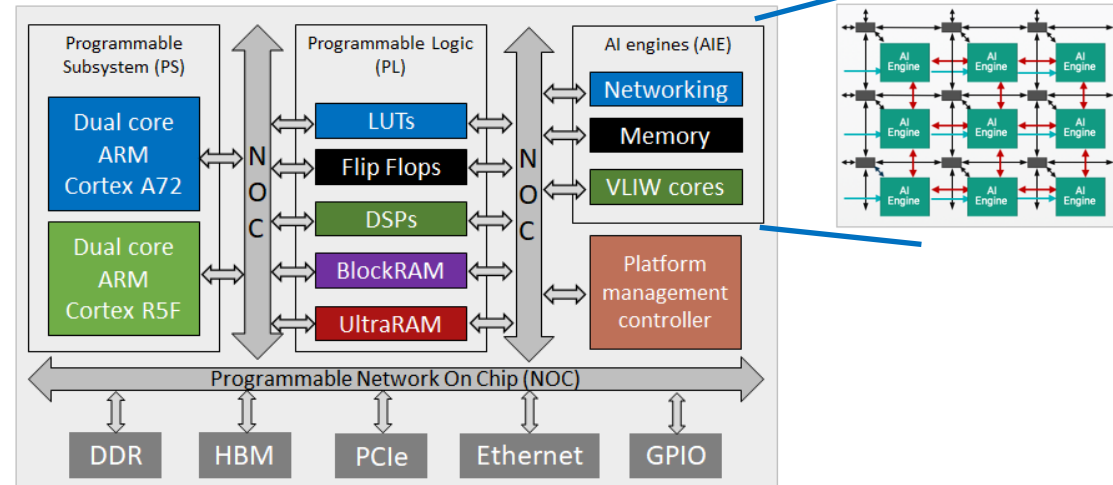 Programmable
Subsystem (PS)
Dual core
ARM
Cortex A72
Dual core
ARM
Cortex R5F
N
O
C
Programmable Logic
(PL)
LUTs
Flip Flops
DSPs
BlockRAM
UltraRAM
N
O
C
AI engines (AIE)
Networking
Memory
VLIW cores
Platform
management
controller
Programmable Network On Chip (NOC)
DDR
HBM
PCIe
Ethernet
GPIO
AI
Engine
AI
Engine
AI
Engine
AI
Engine
AI
Engine
AI
Engine
AI
Engine
AI
Engine
AI
Engine